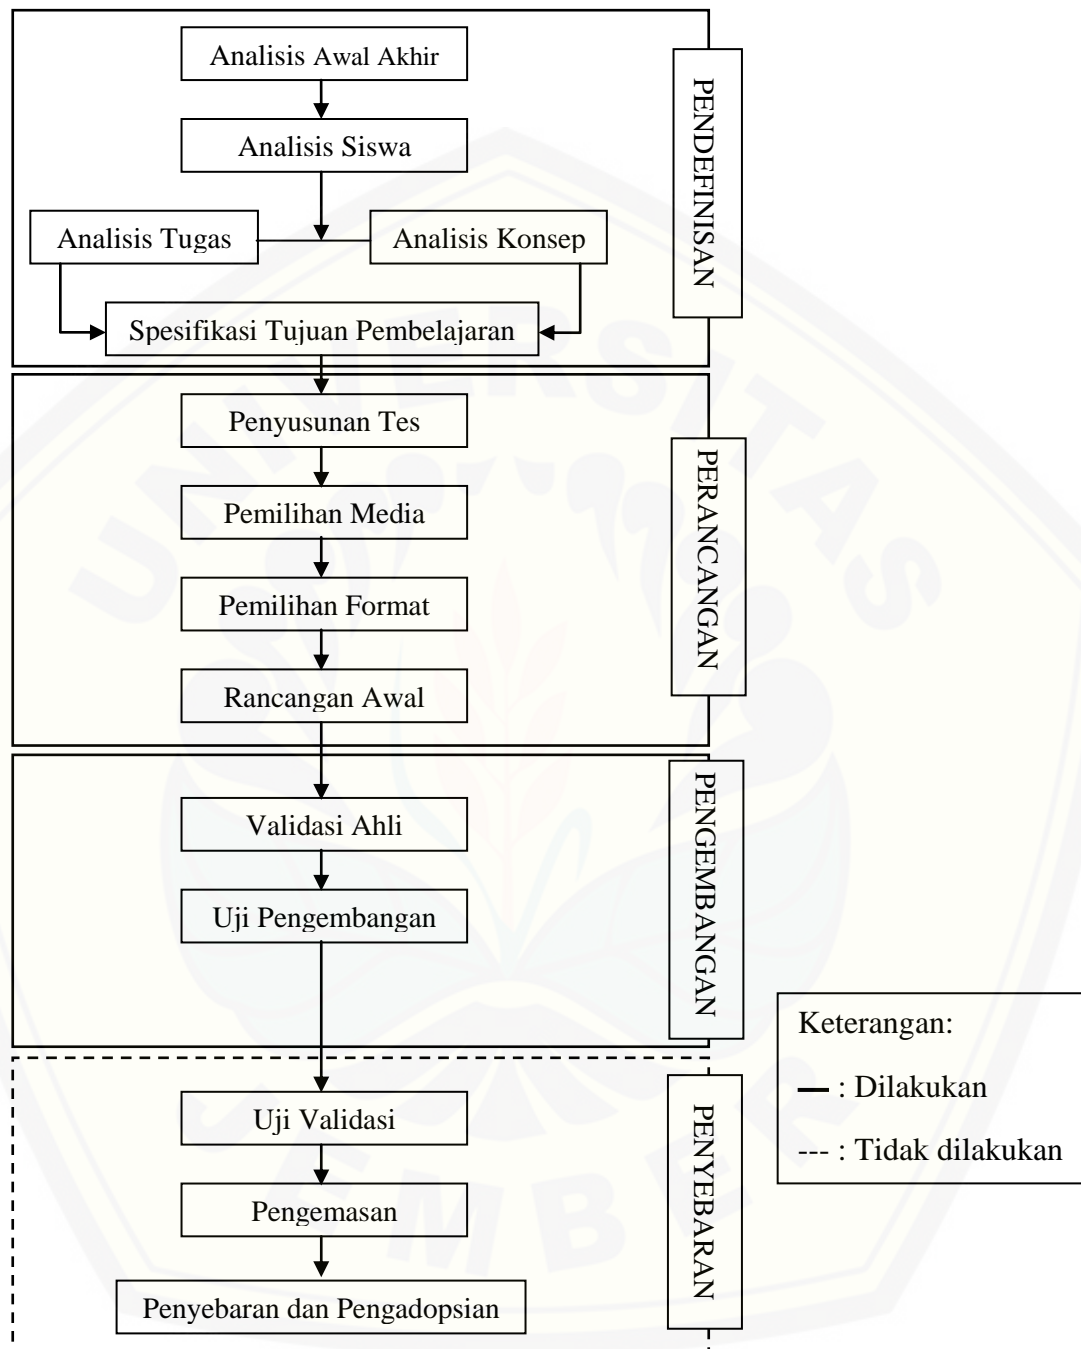 Analisis Awal Akhir
Analisis Siswa
Analisis Tugas
Analisis Konsep
Spesifikasi Tujuan Pembelajaran
PENDEFINISAN
Penyusunan Tes
Pemilihan Media
Pemilihan Format
Rancangan Awal
PERANCANGAN
Validasi Ahli
Uji Pengembangan
PENGEMBANGAN
Uji Validasi
Pengemasan
Penyebaran dan Pengadopsian
PENYEBARAN
Keterangan:
: Dilakukan
--- : Tidak dilakukan
UNIVERSITAS
JEMBER